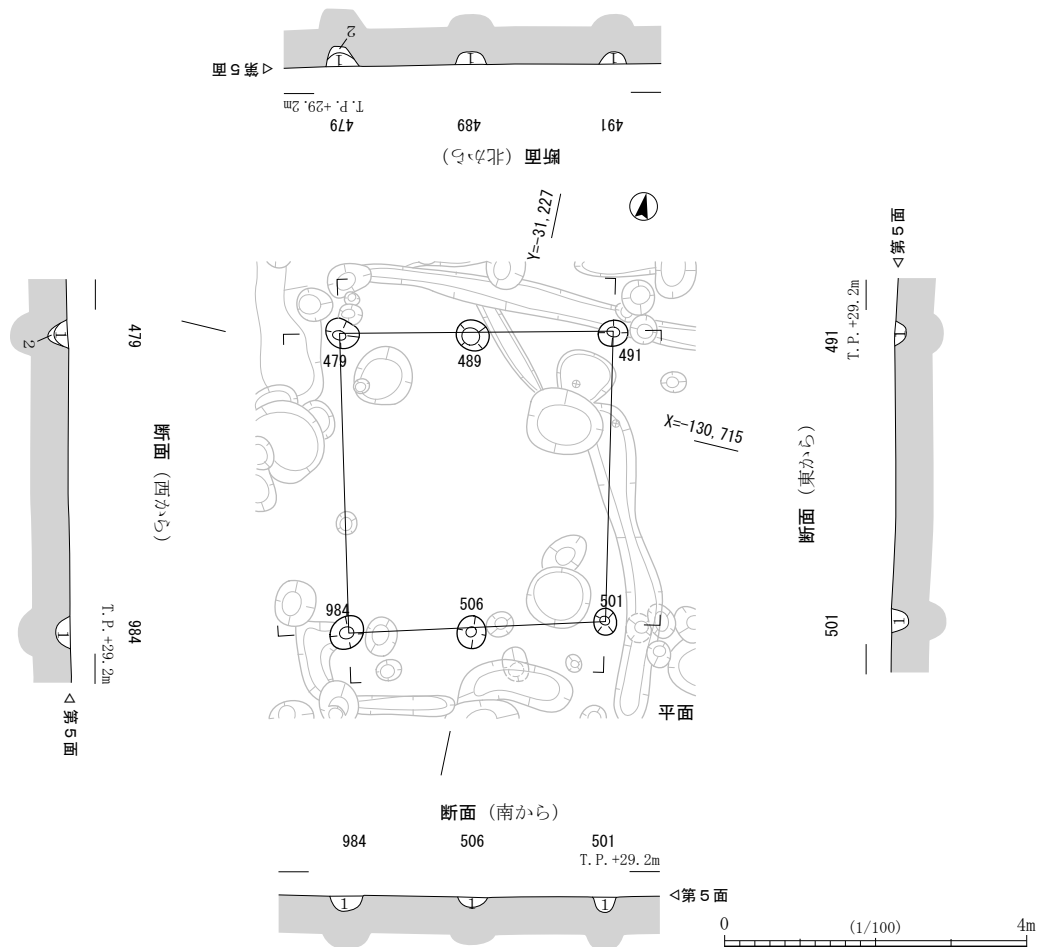 2
1 1 1
第5面
T.P.+29.2m
479 489 491
断面（北から）
Y=-31,227
479 489 491
X=-130,715
984 506 501
平面
479
1
2
断面（西から）
T.P.+29.2m
984
1
第5面
第5面
T.P.+29.2m
491
1
断面（東から）
501
1
断面（南から）
984 506 501
T.P.+29.2m
1 1 1
第5面
0 (1/100) 4m